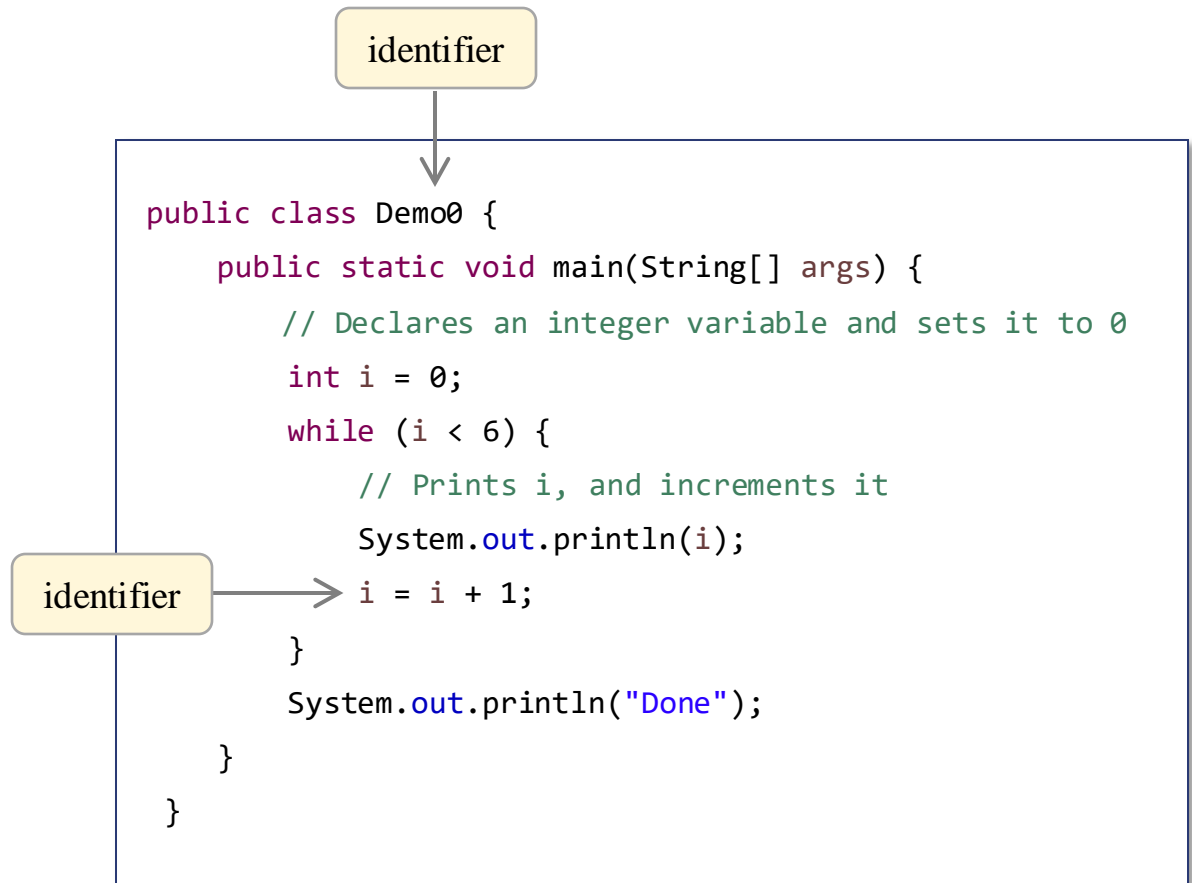 identifier
public class Demo0 {
public static void main(String[] args) {
// Declares an integer variable and sets it to 0
int i = 0;
while (i < 6) {
// Prints i, and increments it
System.out.println(i);
identifier
i = i + 1;
}
System.out.println("Done");
}
}